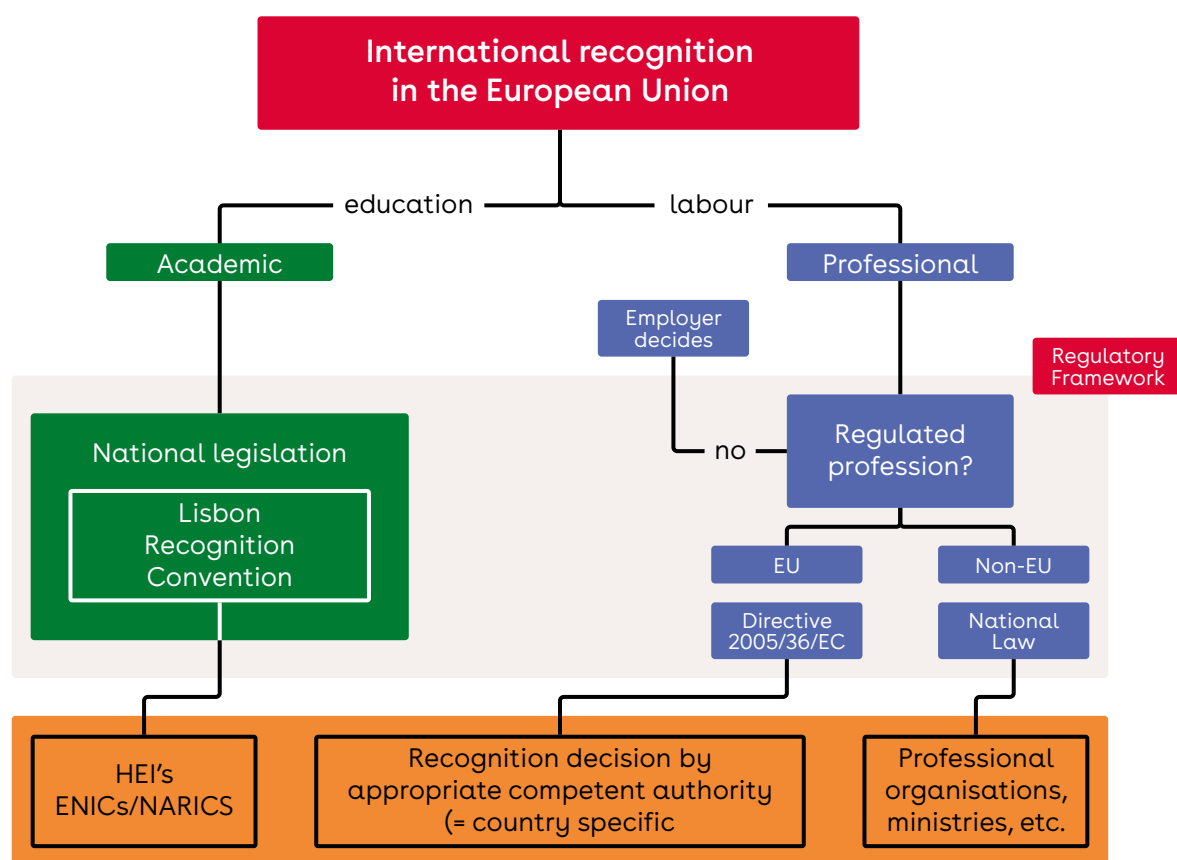 International recognition
in the European Union
education
labour
Academic
Professional
Employer
decides
Regulatory
Framework
National legislation
Lisbon
Recognition
Convention
no
Regulated
profession?
EU
Non-EU
Directive
2005/36/EC
National
Law
HEI's
ENICs/NARICS
Recognition decision by
appropriate competent authority
(= country specific
Professional
organisations,
ministries, etc.